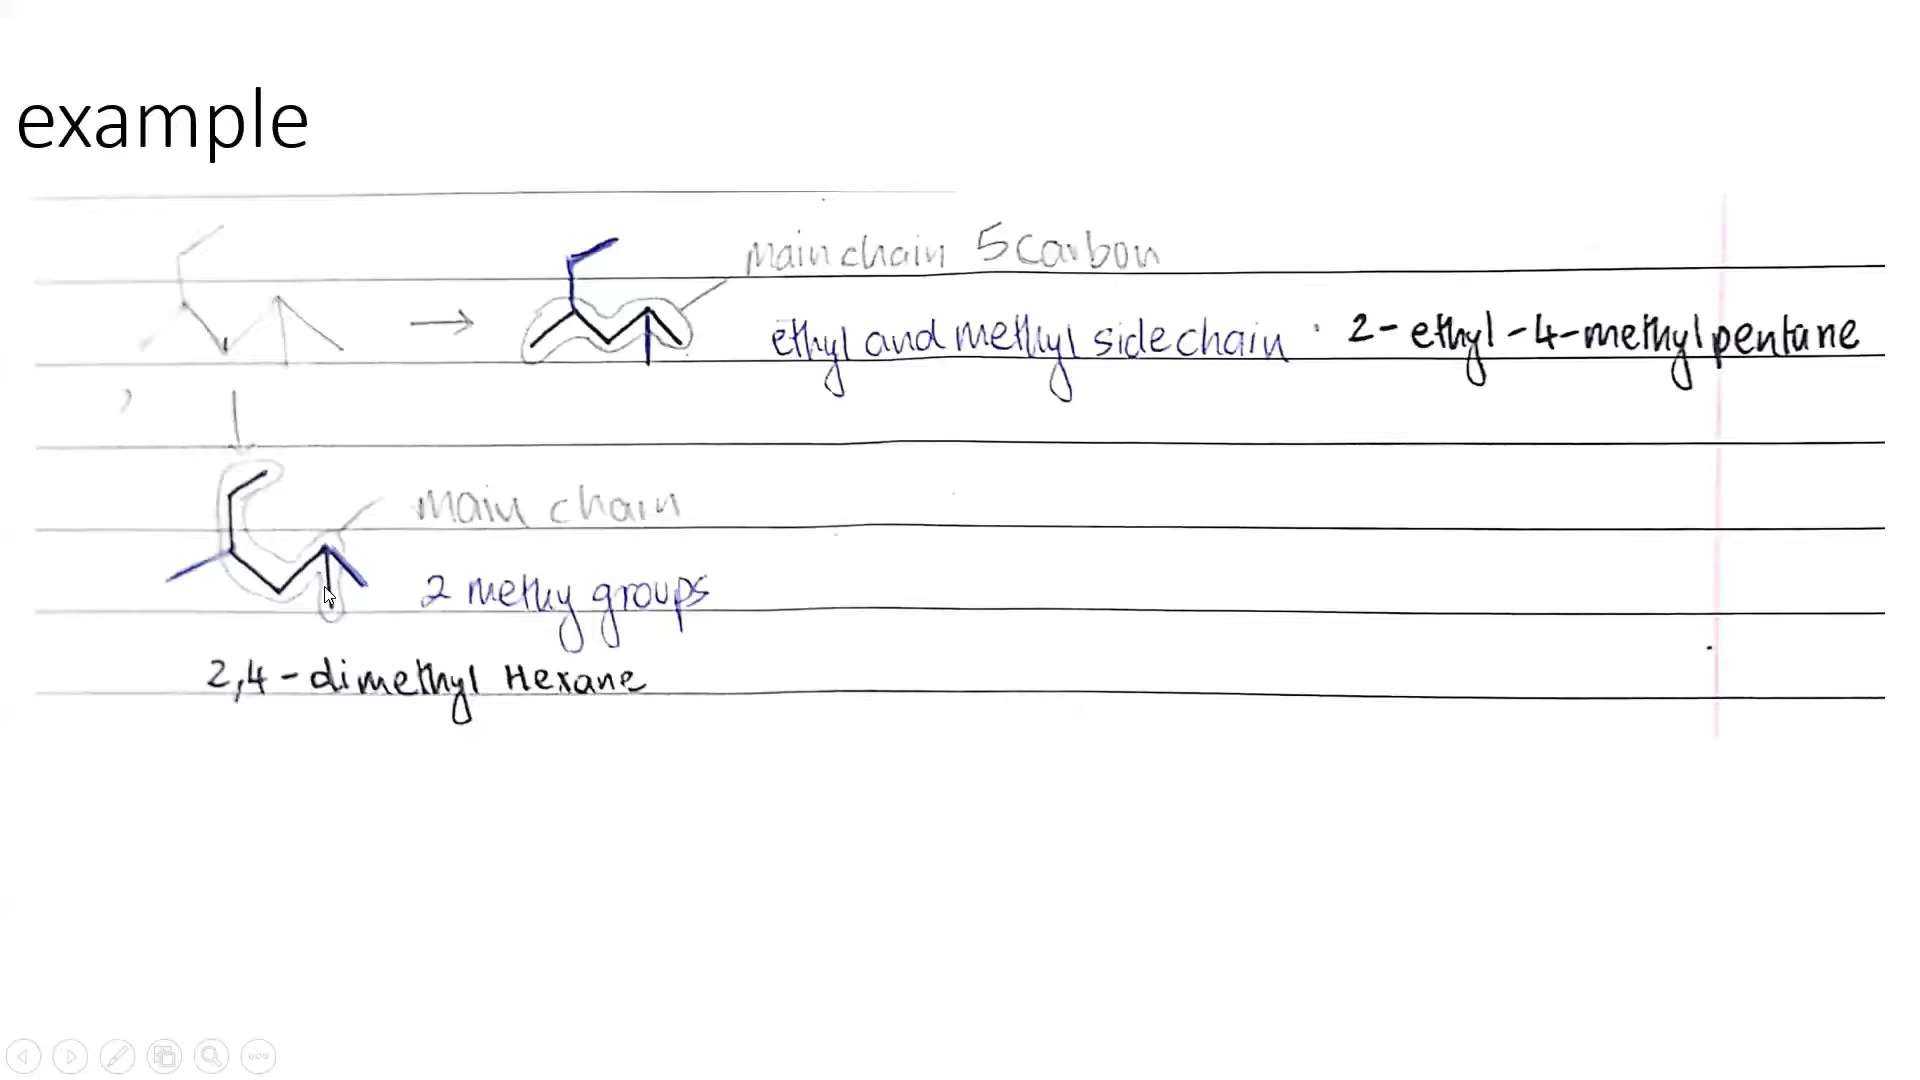 example
main chain 5 carbon
ethyl and methyl side chain · 2-ethyl-4-methylpentane
main chain
2 methy groups
2,4-dimethyl Hexane